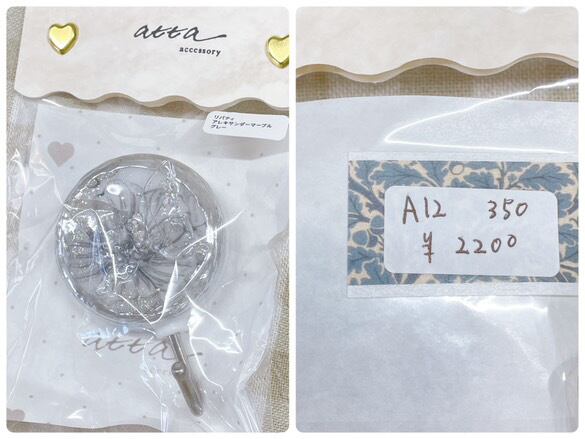 atta
accessory
リバティ
アレキサンダーマーブル
グレー
atta
A12 350
¥ 2200